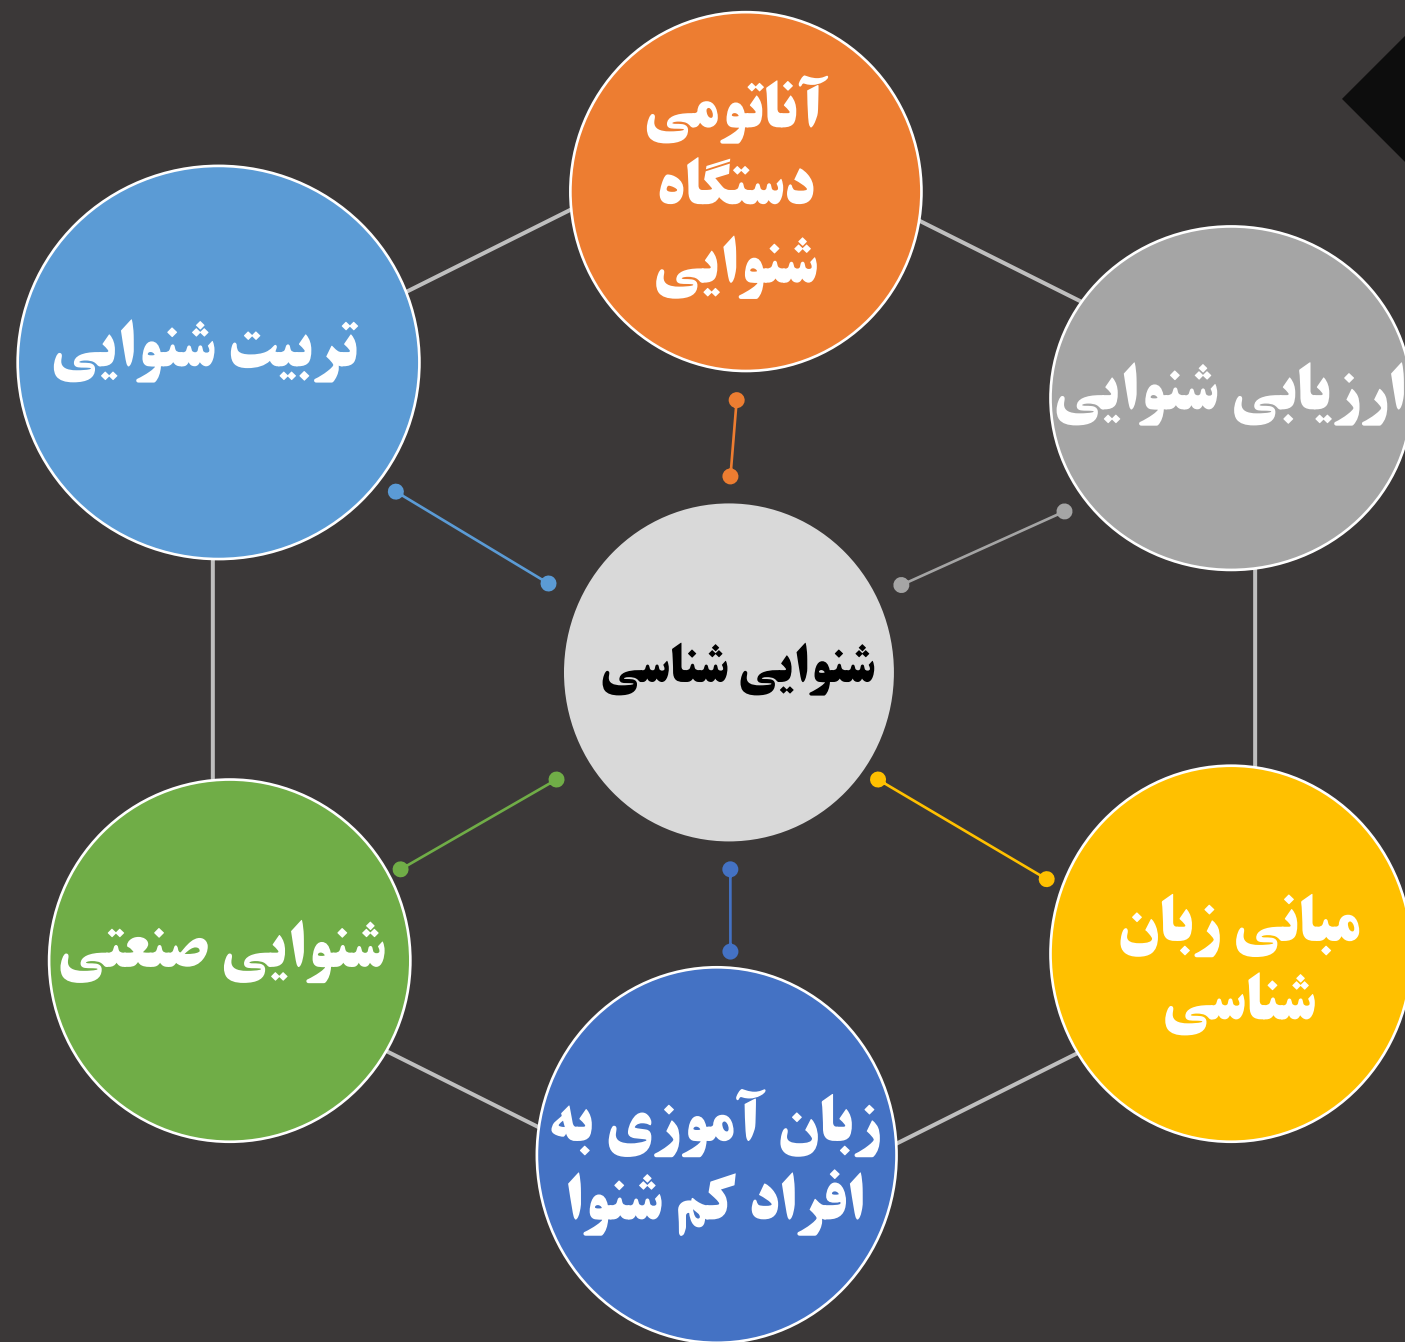 آناتومی
دستگاه
شنوایی
ارزیابی شنوایی
تربیت شنوایی
شنوایی شناسی
مبانی زبان
شناسی
شنوایی صنعتی
زبان آموزی به
افراد کم شنوا